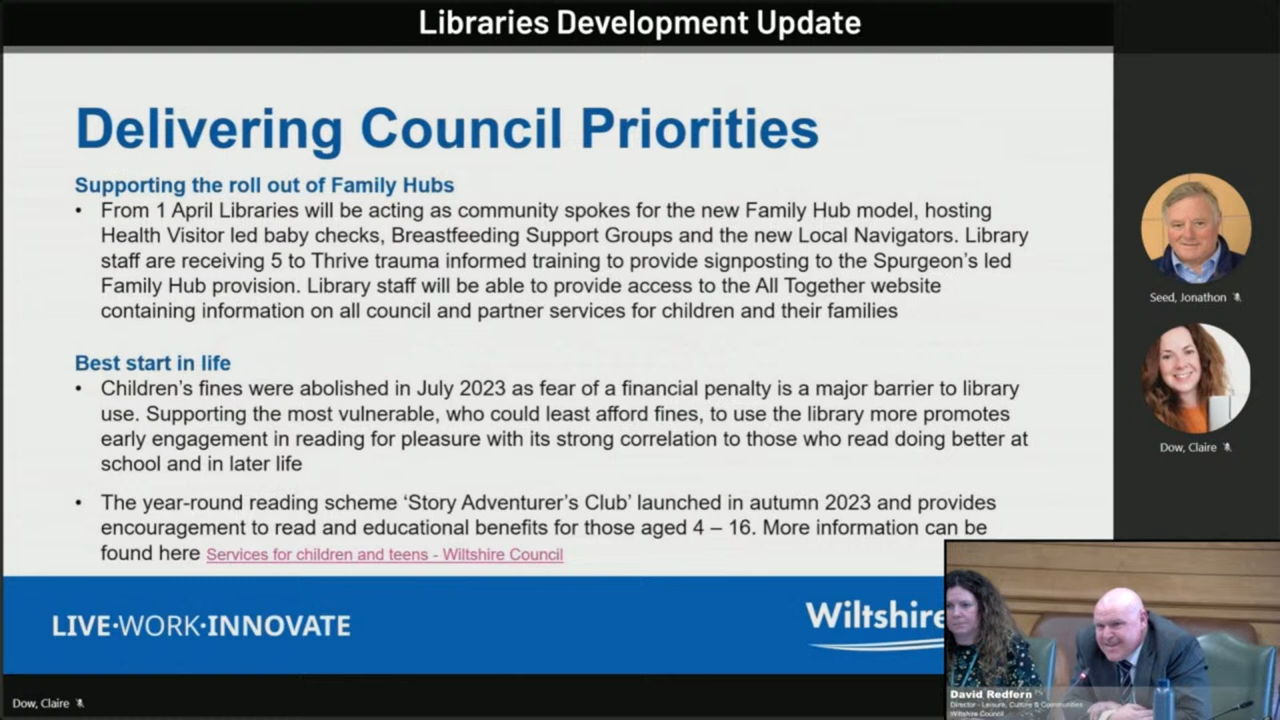 Libraries Development Update
Delivering Council Priorities
Supporting the roll out of Family Hubs
• From 1 April Libraries will be acting as community spokes for the new Family Hub model, hosting
Health Visitor led baby checks, Breastfeeding Support Groups and the new Local Navigators. Library
staff are receiving 5 to Thrive trauma informed training to provide signposting to the Spurgeon's led
Family Hub provision. Library staff will be able to provide access to the All Together website
containing information on all council and partner services for children and their families
Best start in life
• Children's fines were abolished in July 2023 as fear of a financial penalty is a major barrier to library
use. Supporting the most vulnerable, who could least afford fines, to use the library more promotes
early engagement in reading for pleasure with its strong correlation to those who read doing better at
school and in later life
• The year-round reading scheme 'Story Adventurer's Club' launched in autumn 2023 and provides
encouragement to read and educational benefits for those aged 4 – 16. More information can be
found here Services for children and teens - Wiltshire Council
LIVE·WORK·INNOVATE
Wiltshire
Seed, Jonathon
Dow, Claire
Dow, Claire
David Redfern
Director - Leisure, Culture & Communities
Wiltshire Council